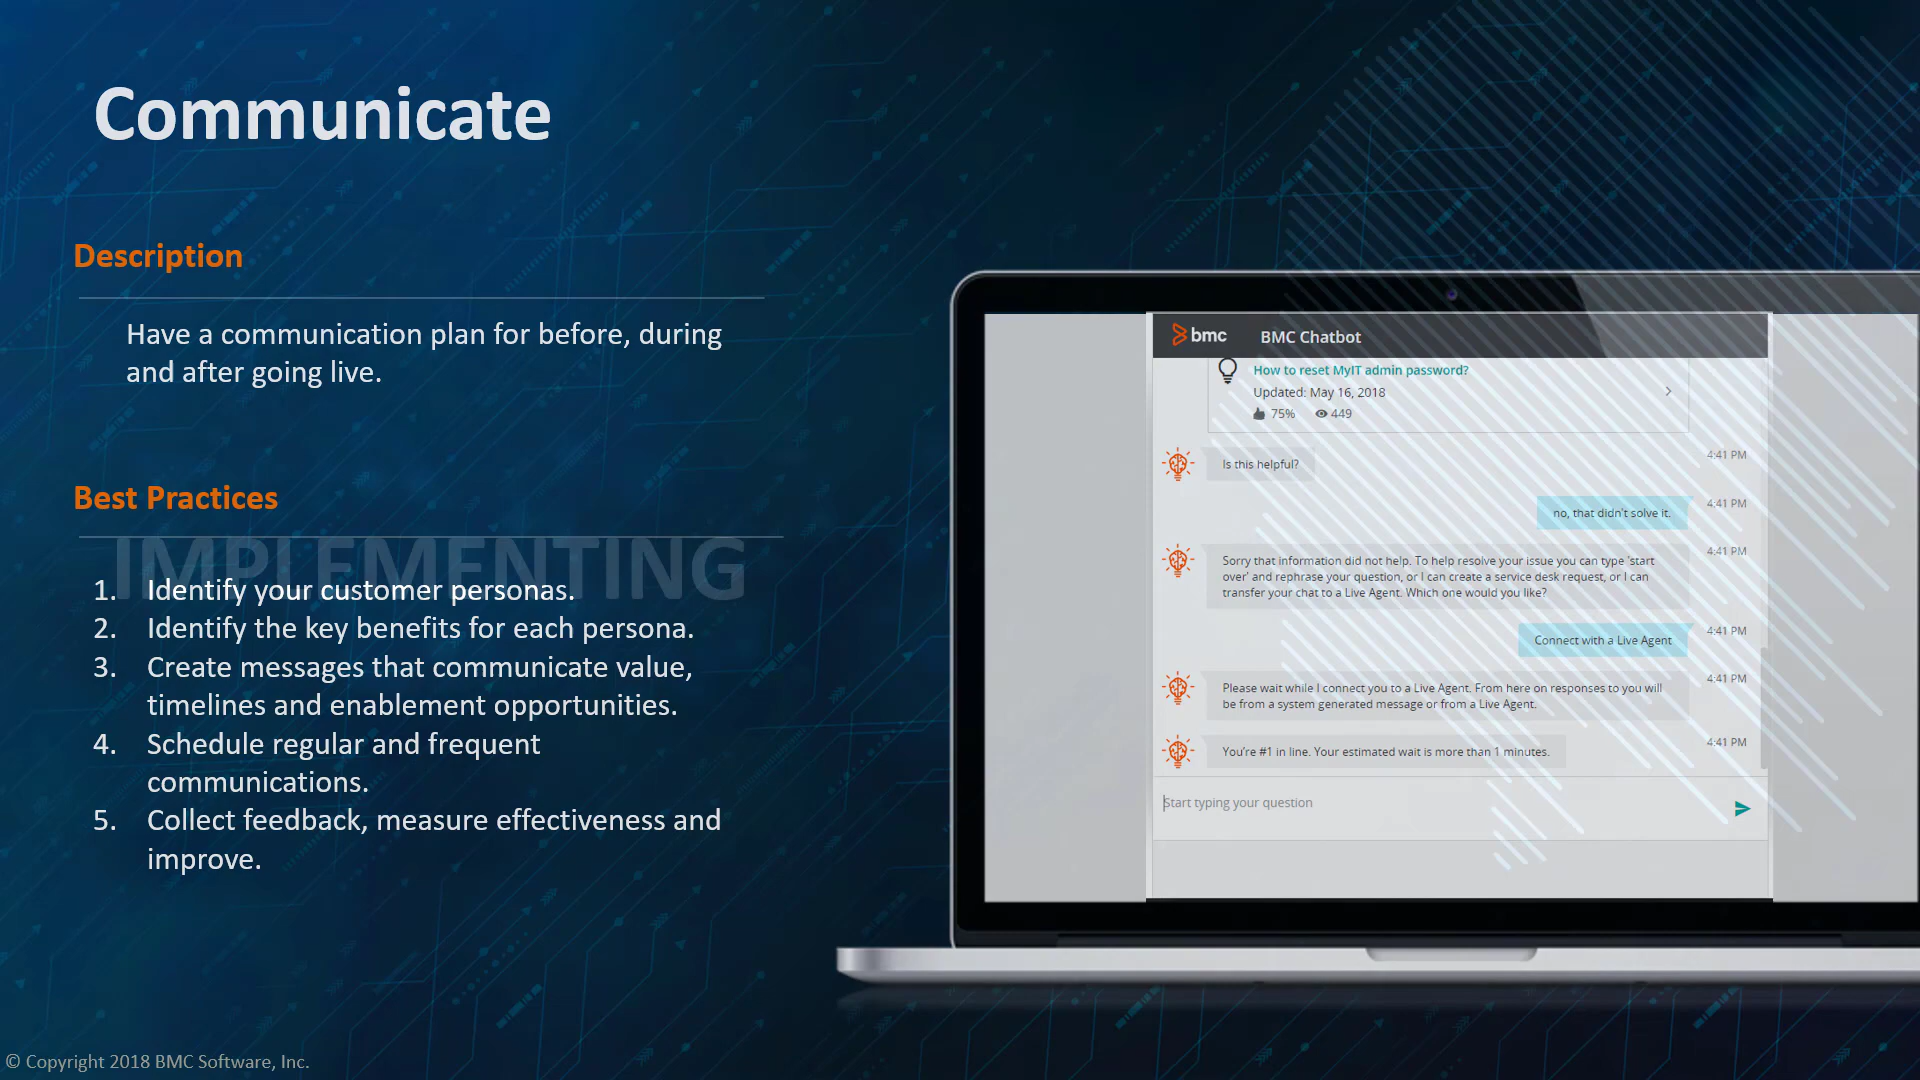 Communicate
Description
Have a communication plan for before, during
and after going live.
Best Practices
IMPLEMENTING
1. Identify your customer personas.
2. Identify the key benefits for each persona.
3. Create messages that communicate value,
timelines and enablement opportunities.
4. Schedule regular and frequent
communications.
5. Collect feedback, measure effectiveness and
improve.
bmc BMC Chatbot
How to reset MyIT admin password?
Updated: May 16, 2018
75% 449
Is this helpful? 4:41 PM
no, that didn't solve it. 4:41 PM
Sorry that information did not help. To help resolve your issue you can type 'start 4:41 PM
over' and rephrase your question, or I can create a service desk request, or I can
transfer your chat to a Live Agent. Which one would you like?
Connect with a Live Agent 4:41 PM
Please wait while I connect you to a Live Agent. From here on responses to you will 4:41 PM
be from a system generated message or from a Live Agent.
You're #1 in line. Your estimated wait is more than 1 minutes. 4:41 PM
Start typing your question
© Copyright 2018 BMC Software, Inc.